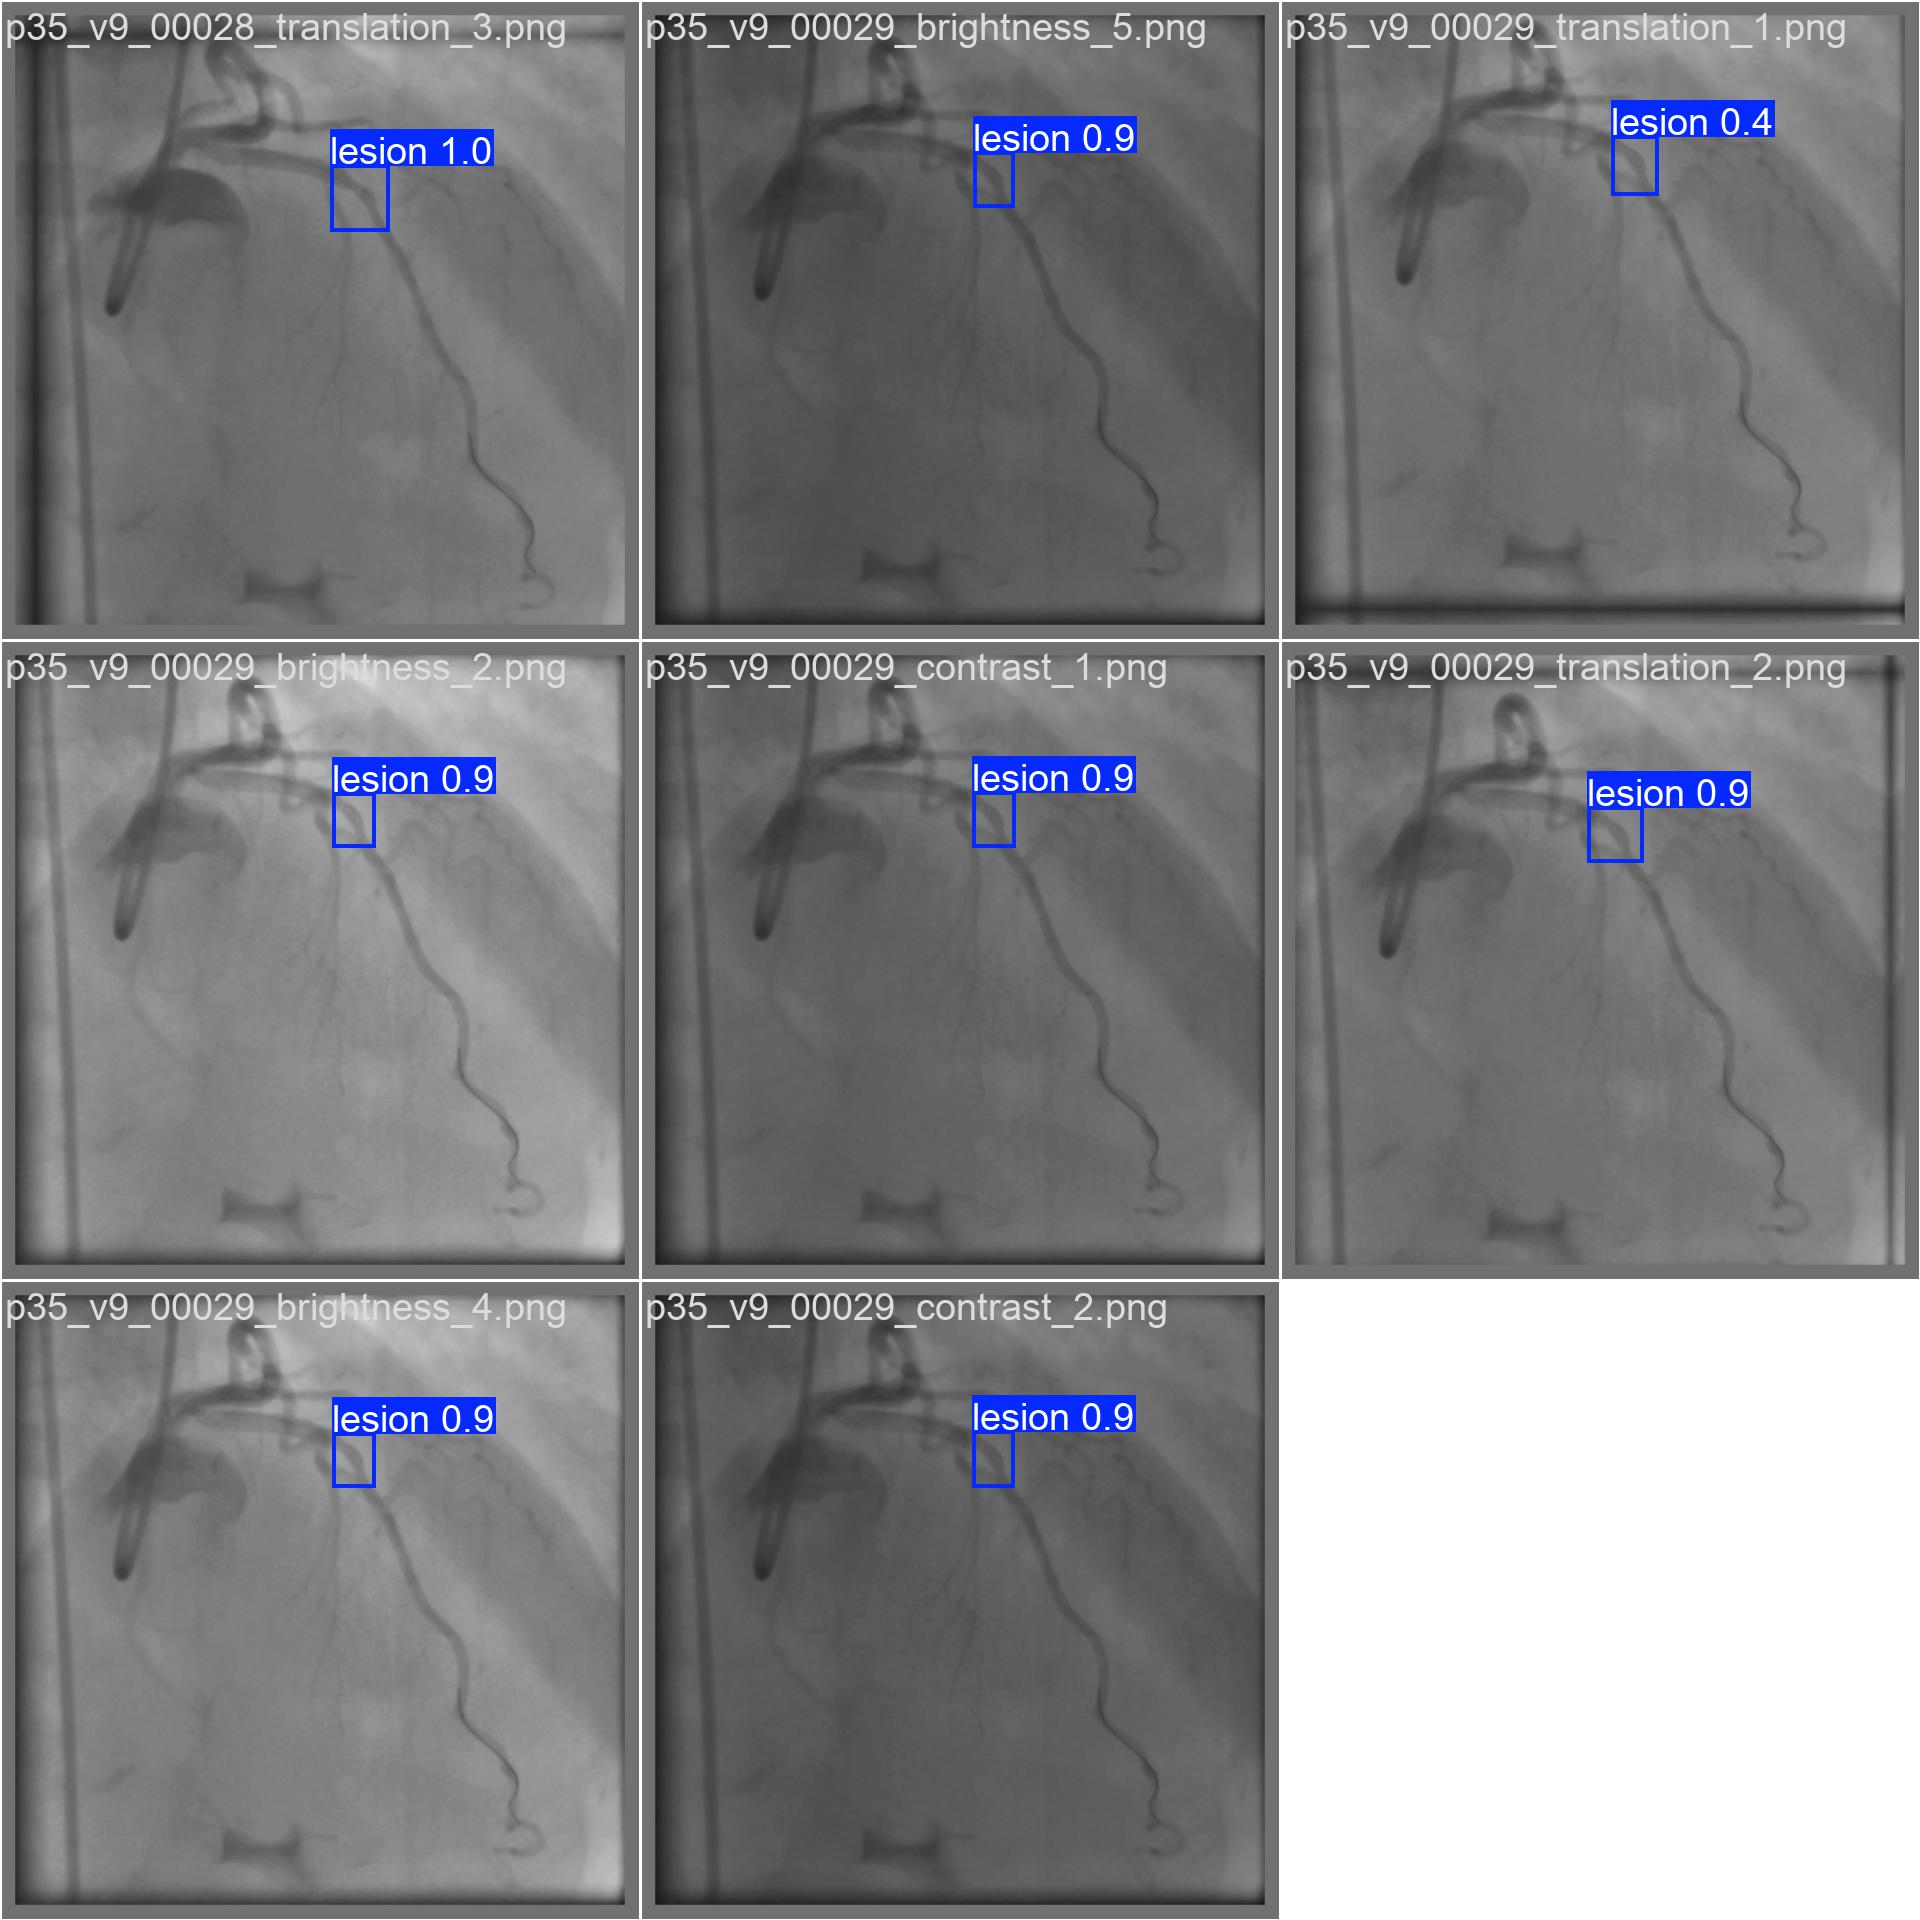 p35_v9_00028_translation_3.png
lesion 1.0
p35_v9_00029_brightness_5.png
lesion 0.9
p35_v9_00029_translation_1.png
lesion 0.4
p35_v9_00029_brightness_2.png
lesion 0.9
p35_v9_00029_contrast_1.png
lesion 0.9
p35_v9_00029_translation_2.png
lesion 0.9
p35_v9_00029_brightness_4.png
lesion 0.9
p35_v9_00029_contrast_2.png
lesion 0.9